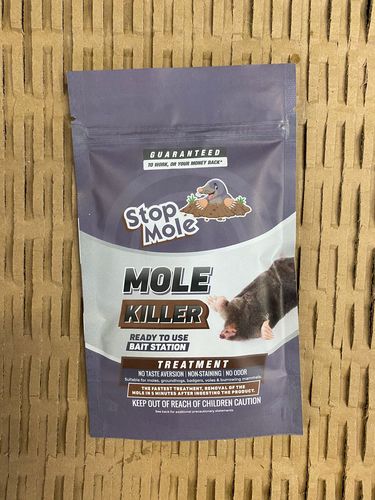 GUARANTEED
TO WORK, OR YOUR MONEY BACK*
Stop
Mole
MOLE
KILLER
READY TO USE
BAIT STATION
TREATMENT
NO TASTE AVERSION | NON-STAINING | NO ODOR
Suitable for moles, groundhogs, badgers, voles & burrowing mammals.
THE FASTEST TREATMENT, REMOVAL OF THE
MOLE IN 5 MINUTES AFTER INGESTING THE PRODUCT.
KEEP OUT OF REACH OF CHILDREN CAUTION
See back for additional precautionary statements